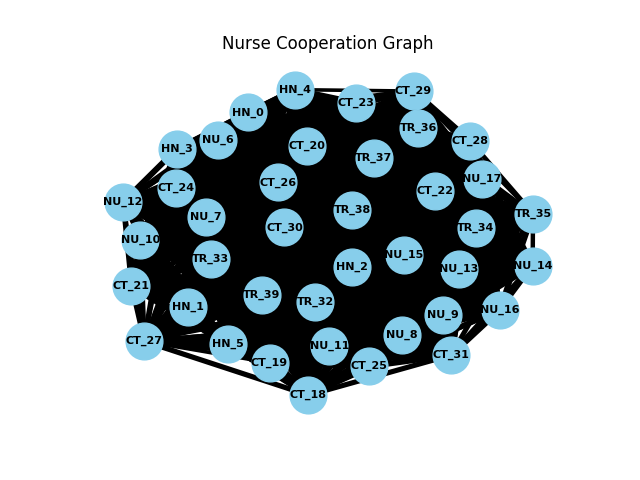 Nurse Cooperation Graph
HN_4
CT_29
CT_23
HN_0
TR_36
NU_6
CT_28
CT_20
HN_3
TR_37
NU_17
CT_26
CT_24
CT_22
NU_12
TR_38
TR_35
NU_7
CT_30
TR_34
NU_10
NU_15
TR_33
NU_14
HN_2
NU_13
CT_21
TR_39
TR_32
HN_1
NU_16
NU_9
NU_8
CT_27
HN_5
NU_11
CT_31
CT_19
CT_25
CT_18